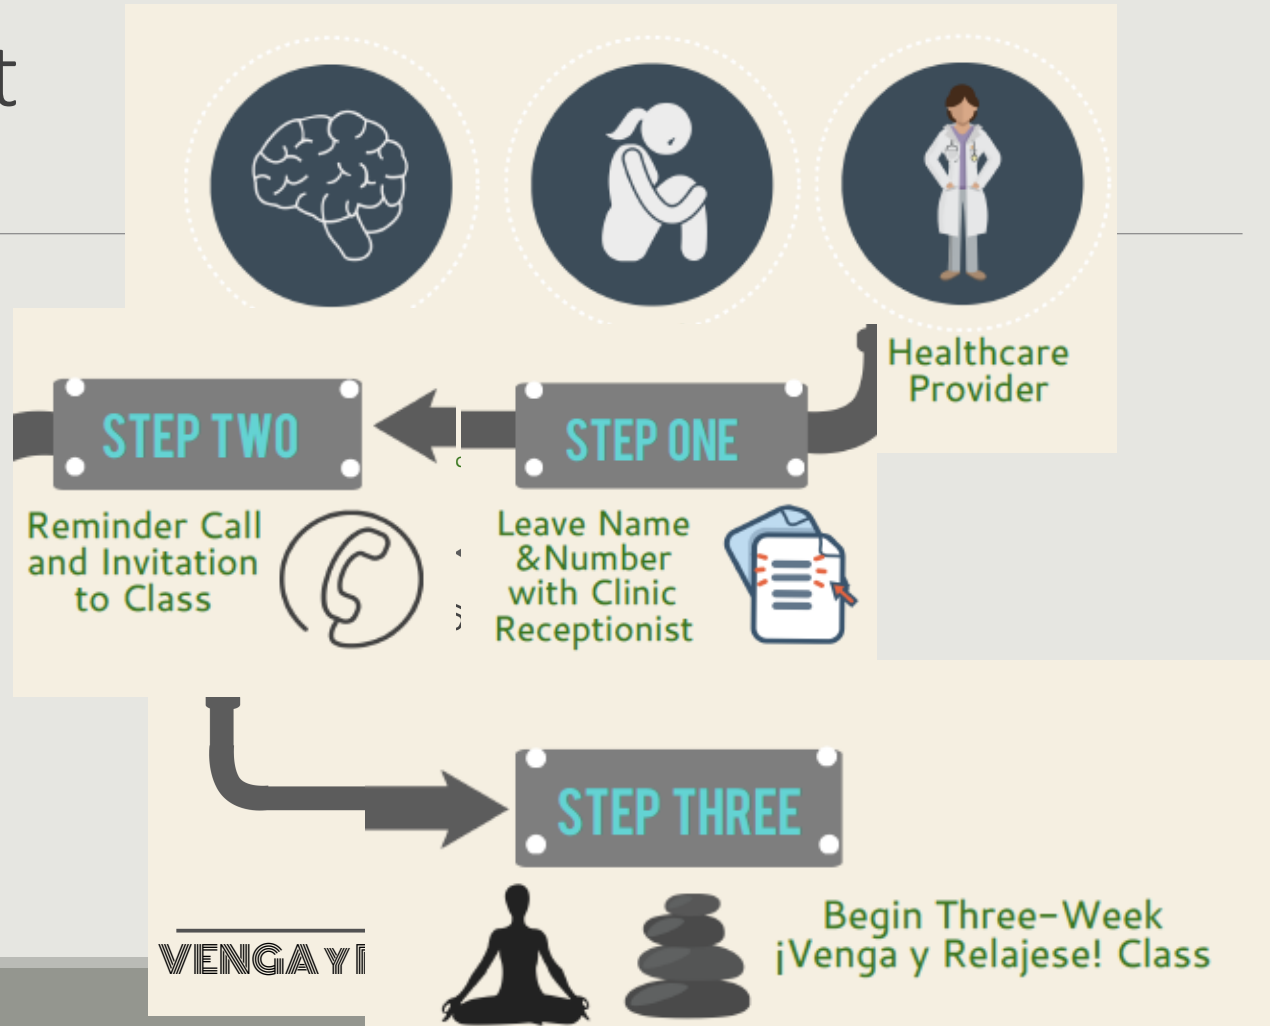 t
Healthcare
Provider
STEP ONE
Leave Name
&Number
with Clinic
Receptionist
STEP TWO
Reminder Call
and Invitation
to Class
STEP THREE
Begin Three-Week
¡Venga y Relajese! Class
VENGA y